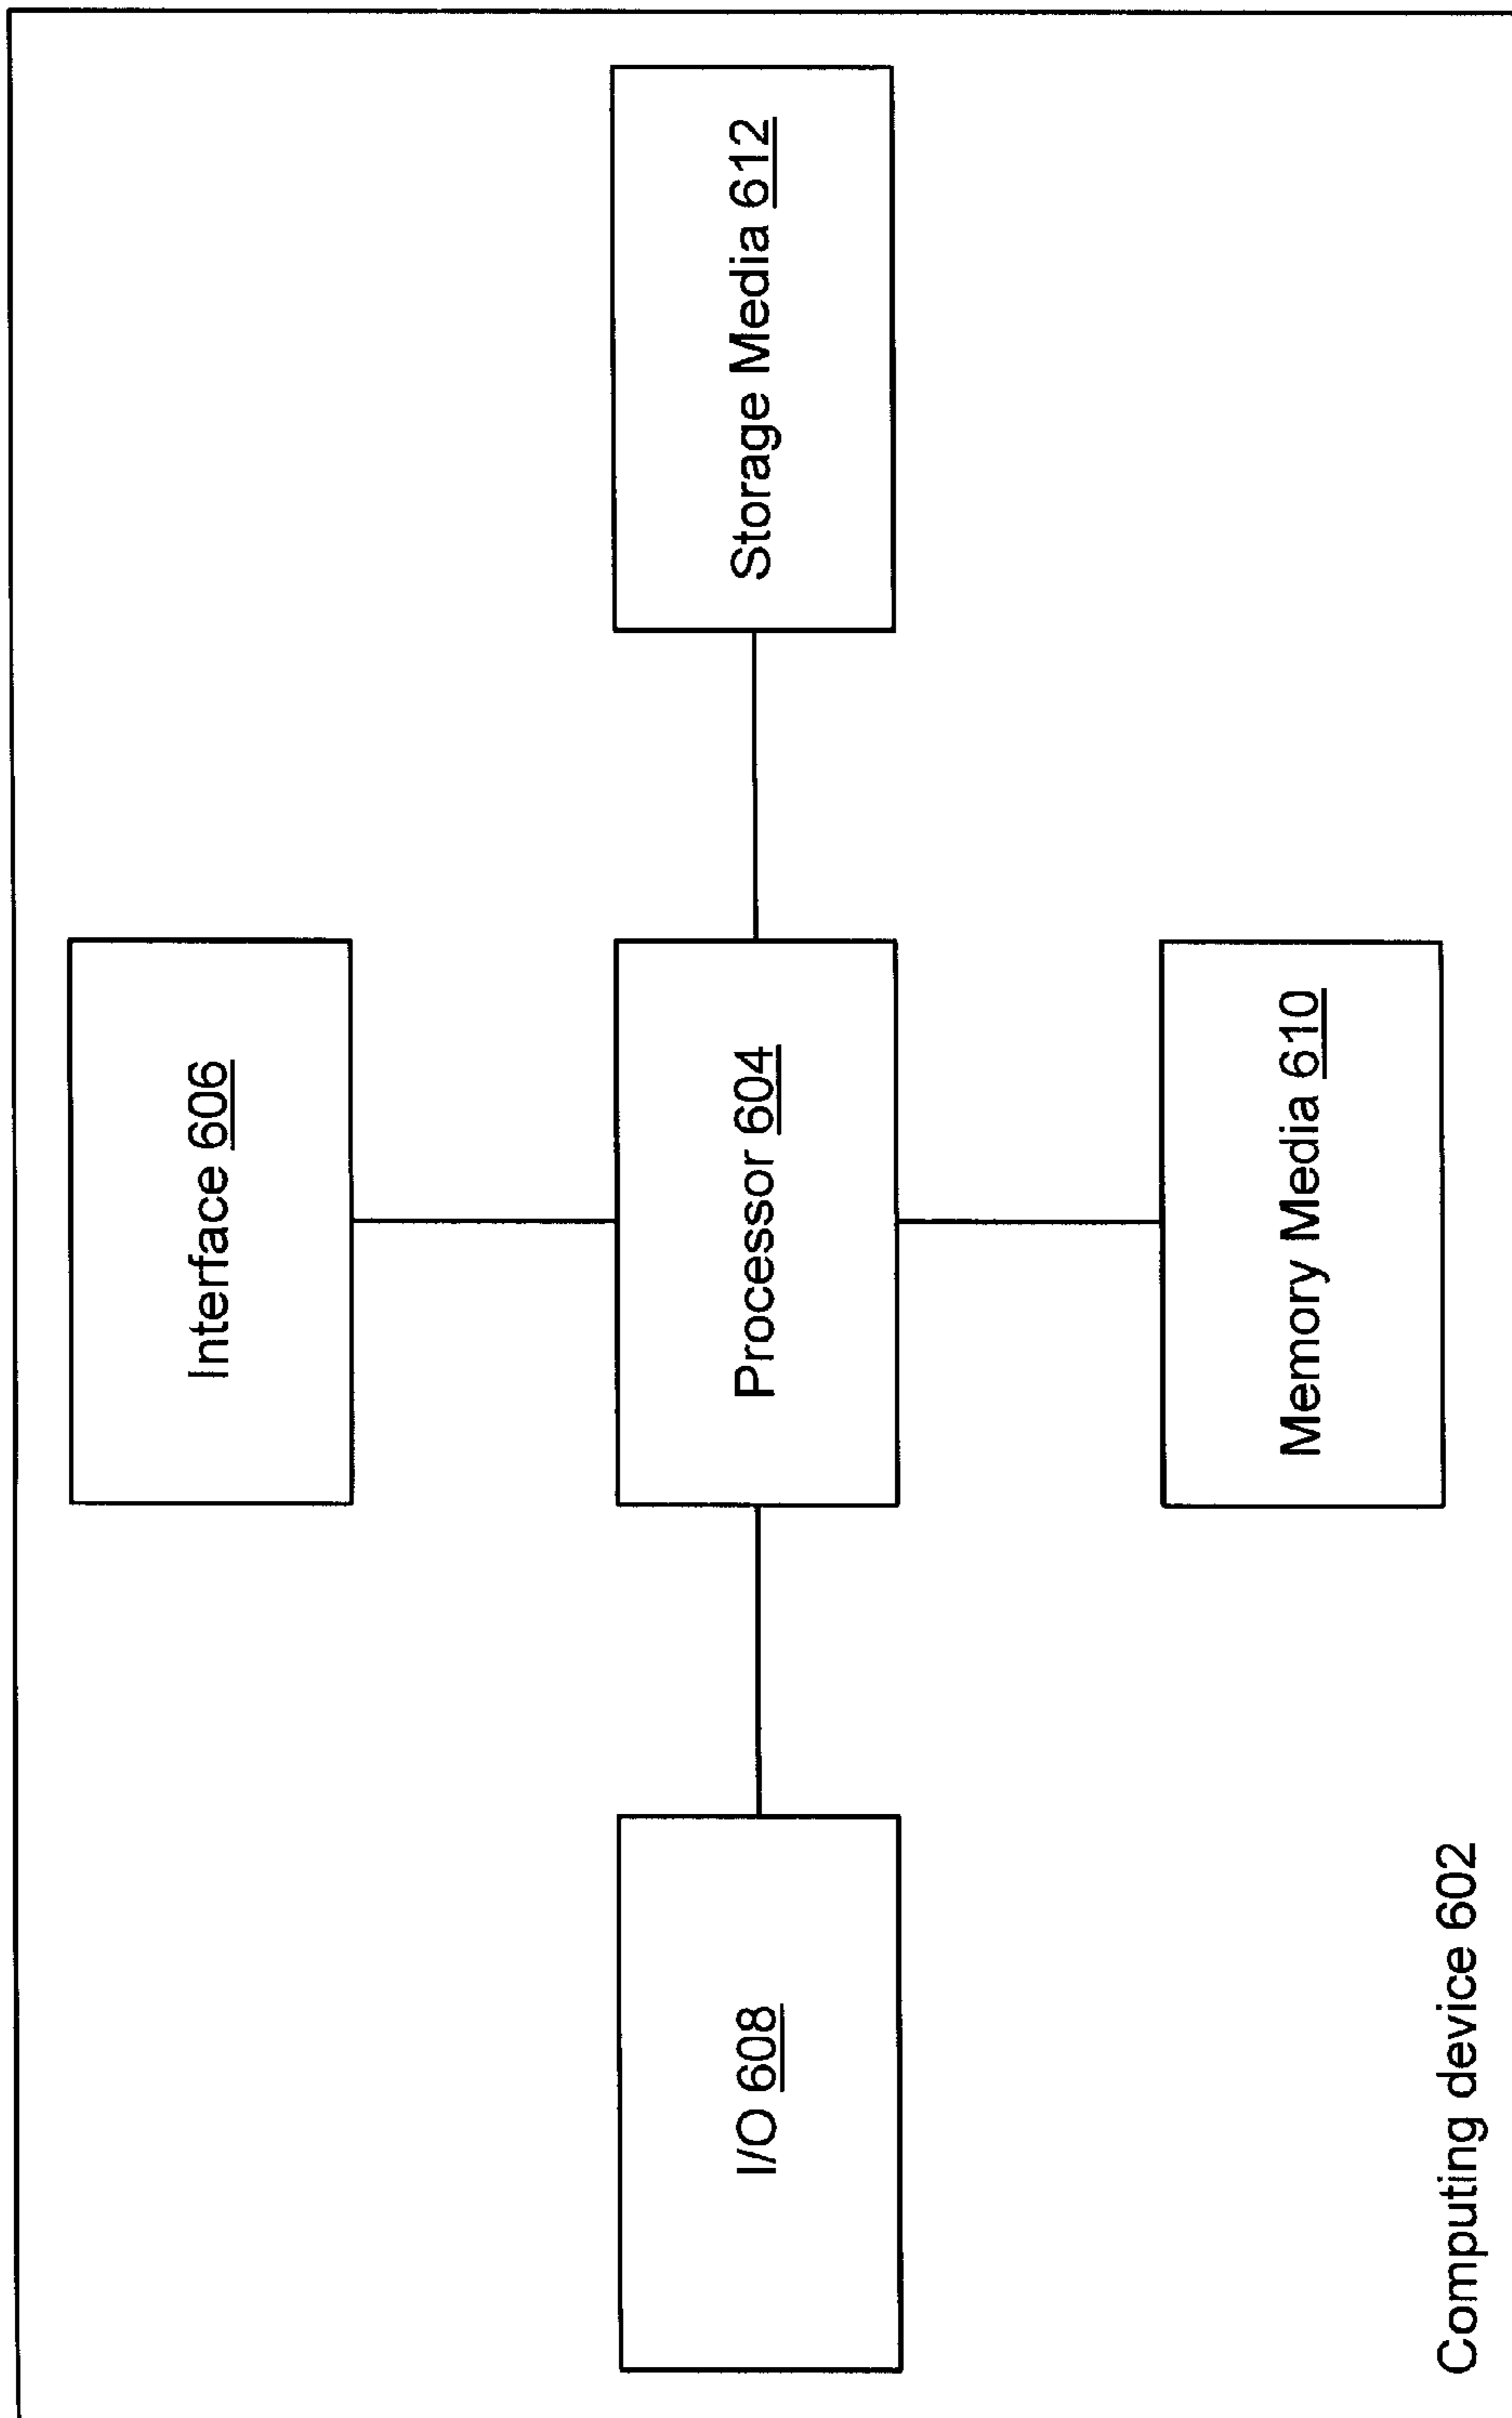 Interface 606
I/O 608
Processor 604
Storage Media 612
Memory Media 610
Computing device 602